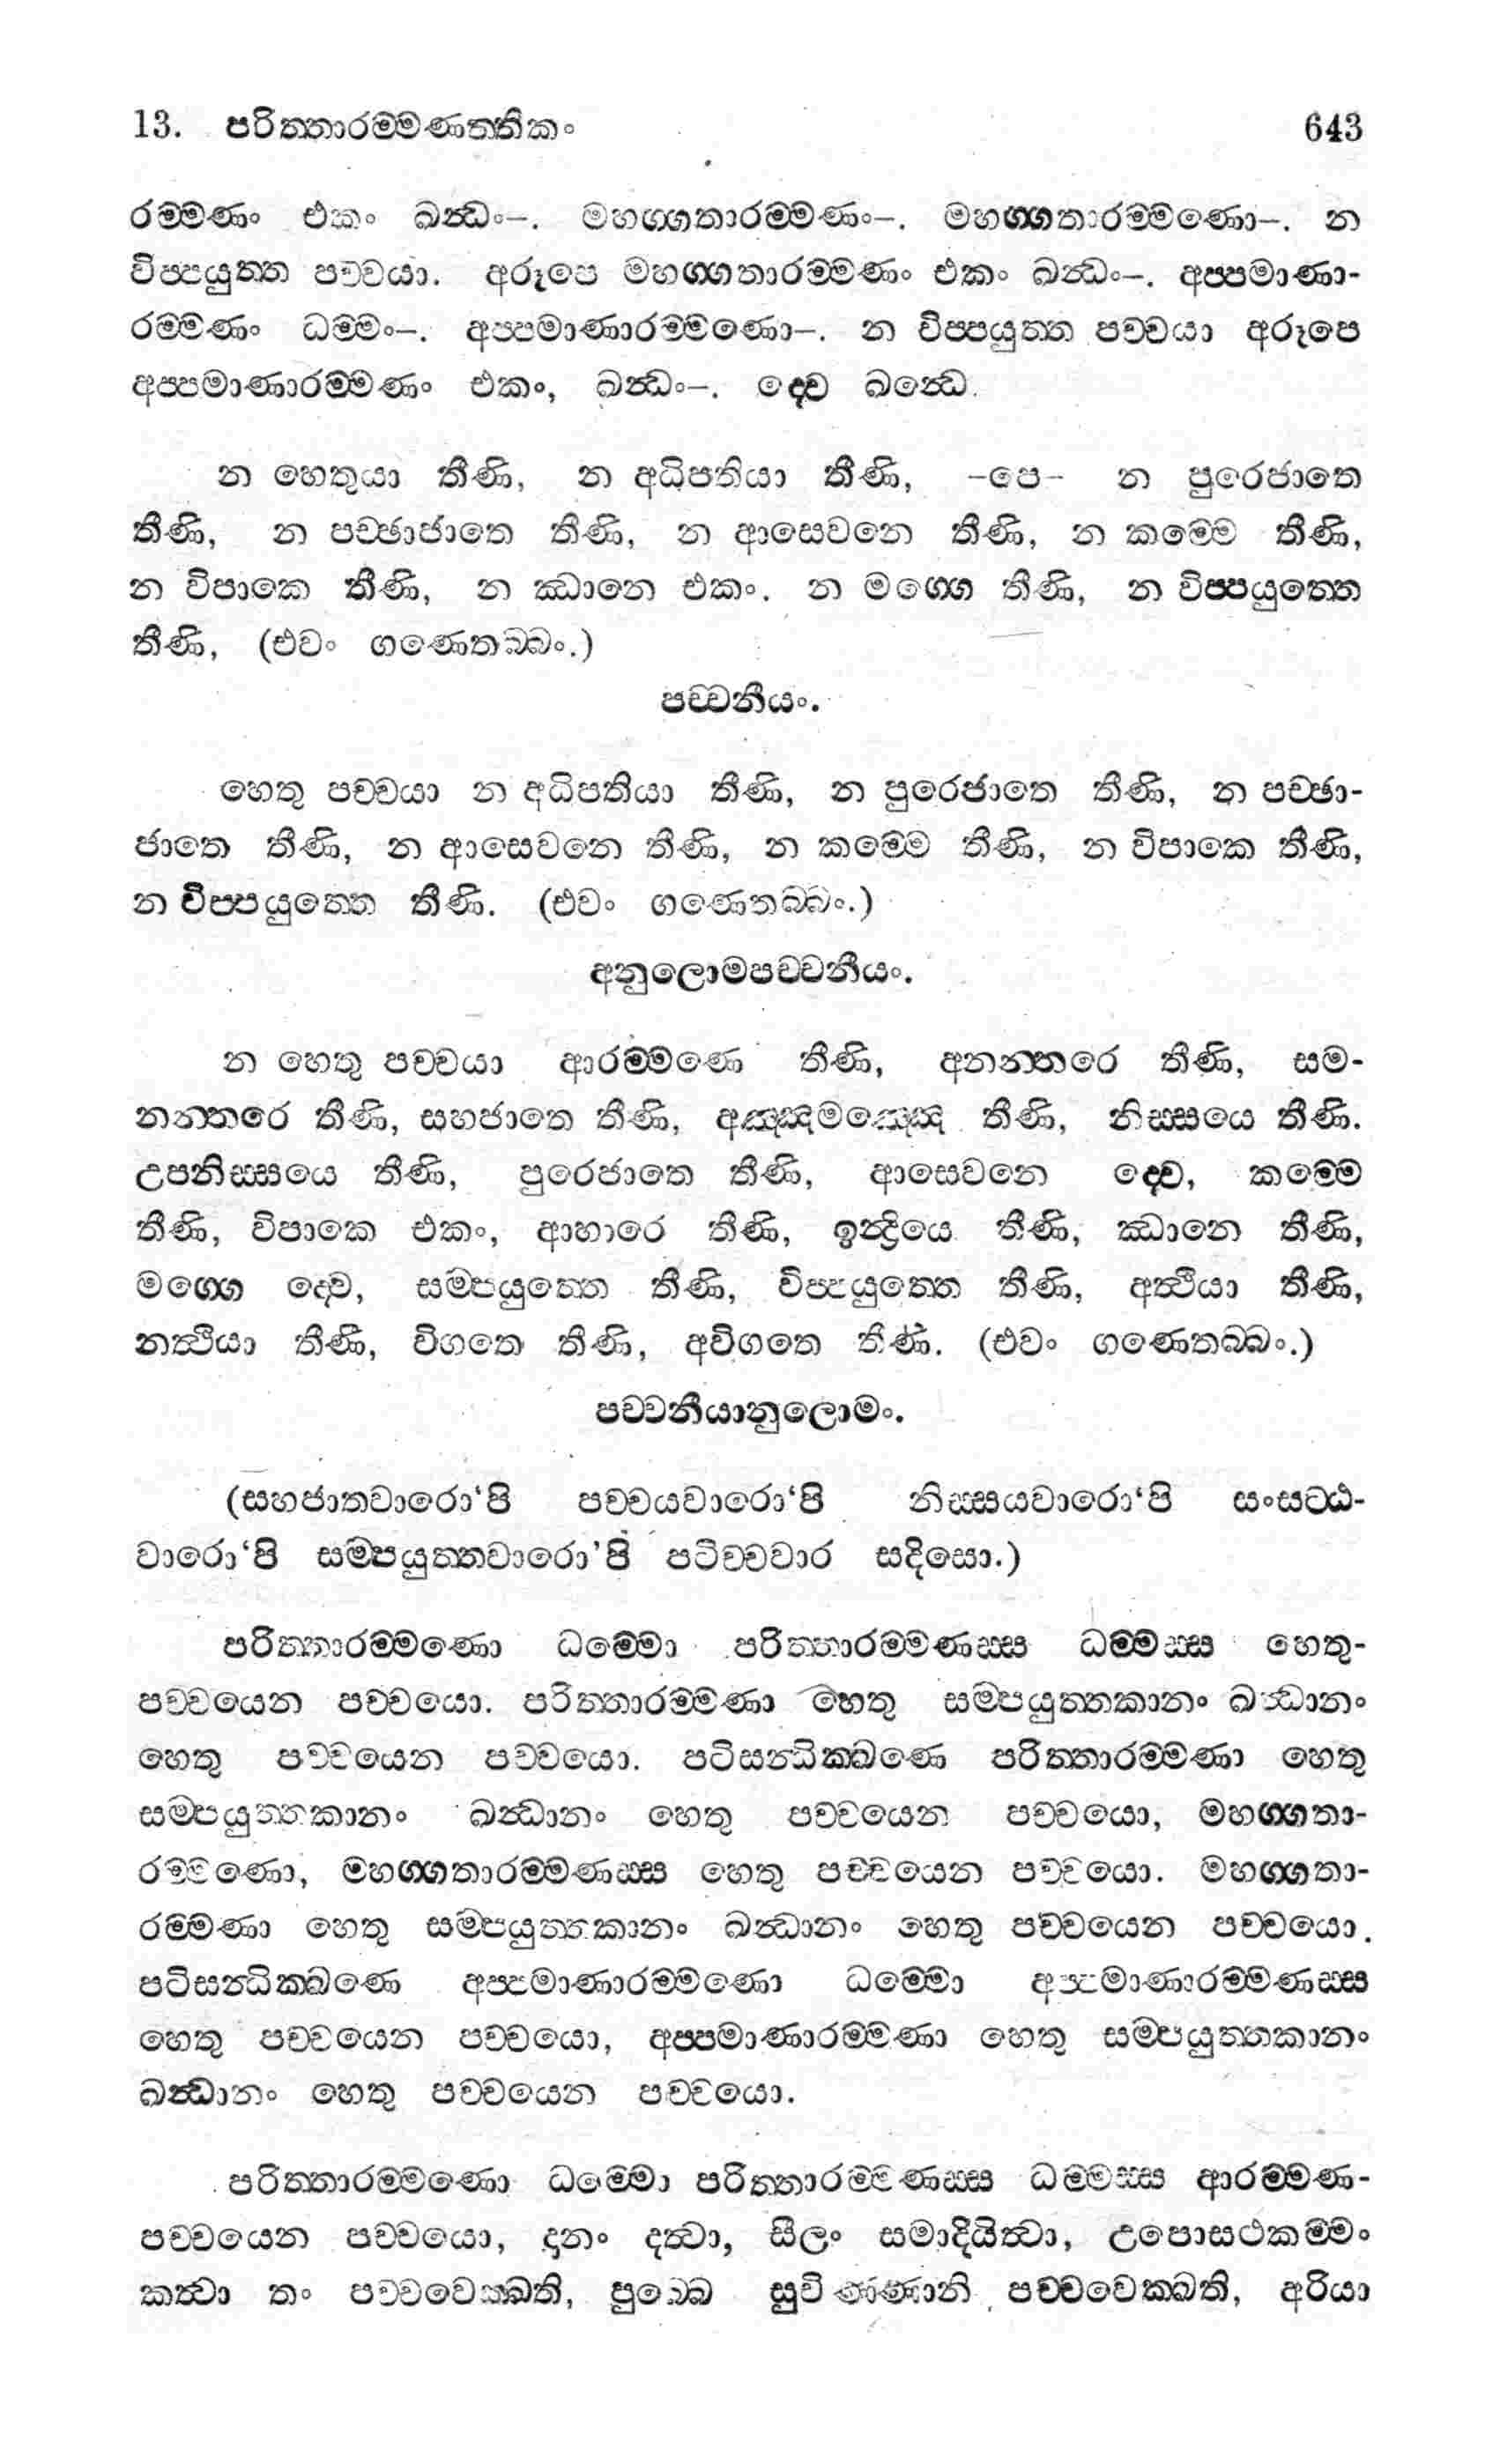 13. පරිත්තාරම්මණත්තිකං 643
රම්මණං එකං ඛන්ධං–. මහග්ගතාරම්මණං–. මහග්ගතාරම්මණො–. න
විප්පයුත්ත පච්චයා. අරූපෙ මහග්ගතාරම්මණං එකං ඛන්ධං–. අප්පමාණා-
රම්මණං ධම්මං–. අප්පමාණාරම්මණො–. න විප්පයුත්ත පච්චයා අරූපෙ
අප්පමාණාරම්මණං එකං, ඛන්ධං–. ද්වෙ ඛන්ධෙ.
න හෙතුයා තීණි, න අධිපතියා තීණි, –පෙ– න පුරෙජාතෙ
තීණි, න පච්ඡාජාතෙ තීණි, න ආසෙවනෙ තීණි, න කම්මෙ තීණි,
න විපාකෙ තීණි, න ඣානෙ එකං. න මග්ගෙ තීණි, න විප්පයුත්තෙ
තීණි, (එවං ගණෙතබ්බං.)
පච්චනීයං.
හෙතු පච්චයා න අධිපතියා තීණි, න පුරෙජාතෙ තීණි, න පච්ඡා-
ජාතෙ තීණි, න ආසෙවනෙ තීණි, න කම්මෙ තීණි, න විපාකෙ තීණි,
න විප්පයුත්තෙ තීණි. (එවං ගණෙතබ්බං.)
අනුලොමපච්චනීයං.
න හෙතු පච්චයා ආරම්මණෙ තීණි, අනන්තරෙ තීණි, සම-
නන්තරෙ තීණි, සහජාතෙ තීණි, අඤ්ඤමඤ්ඤෙ තීණි, නිස්සයෙ තීණි.
උපනිස්සයෙ තීණි, පුරෙජාතෙ තීණි, ආසෙවනෙ ද්වෙ, කම්මෙ
තීණි, විපාකෙ එකං, ආහාරෙ තීණි, ඉන්ද්‍රියෙ තීණි, ඣානෙ තීණි,
මග්ගෙ ද්වෙ, සම්පයුත්තෙ තීණි, විප්පයුත්තෙ තීණි, අත්ථියා තීණි,
නත්ථියා තීණි, විගතෙ තීණි, අවිගතෙ තීණි. (එවං ගණෙතබ්බං.)
පච්චනීයානුලොමං.
(සහජාතවාරො‘පි පච්චයවාරො‘පි නිස්සයවාරො‘පි සංසට්ඨ-
වාරො‘පි සම්පයුත්තවාරො’පි පටිච්චවාර සදිසො.)
පරිත්තාරම්මණො ධම්මො පරිත්තාරම්මණස්ස ධම්මස්ස හෙතු-
පච්චයෙන පච්චයො. පරිත්තාරම්මණා හෙතු සම්පයුත්තකානං ඛන්ධානං
හෙතු පච්චයෙන පච්චයො. පටිසන්ධික්ඛණෙ පරිත්තාරම්මණා හෙතු
සම්පයුත්තකානං ඛන්ධානං හෙතු පච්චයෙන පච්චයො, මහග්ගතා-
රම්මණො, මහග්ගතාරම්මණස්ස හෙතු පච්චයෙන පච්චයො. මහග්ගතා-
රම්මණා හෙතු සම්පයුත්තකානං ඛන්ධානං හෙතු පච්චයෙන පච්චයො.
පටිසන්ධික්ඛණෙ අප්පමාණාරම්මණො ධම්මො අප්පමාණාරම්මණස්ස
හෙතු පච්චයෙන පච්චයො, අප්පමාණාරම්මණා හෙතු සම්පයුත්තකානං
ඛන්ධානං හෙතු පච්චයෙන පච්චයො.
පරිත්තාරම්මණො ධම්මො පරිත්තාරම්මණස්ස ධම්මස්ස ආරම්මණ-
පච්චයෙන පච්චයො, දානං දත්වා, සීලං සමාදියිත්වා, උපොසථකම්මං
කත්වා තං පච්චවෙක්ඛති, පුබ්බෙ සුචිණ්ණානි පච්චවෙක්ඛති, අරියා